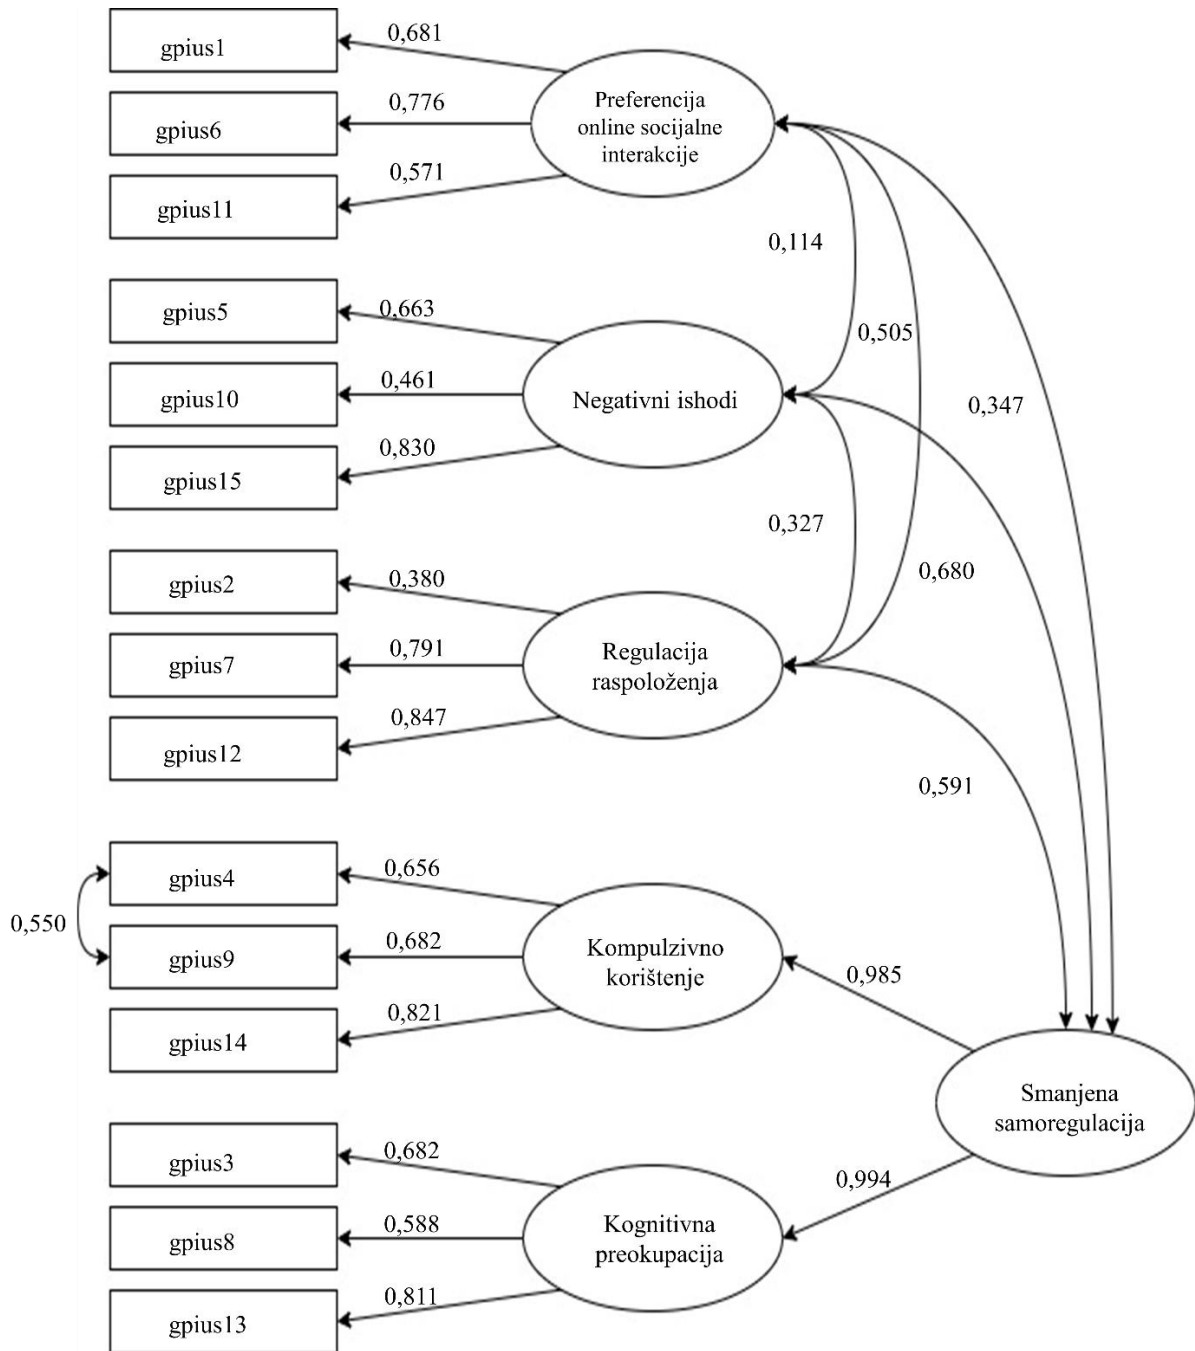 gpius1
0,681
gpius6
0,776
gpius11
0,571
Preferencija
online socijalne
interakcije
0,114
0,505
0,347
gpius5
0,663
gpius10
0,461
gpius15
0,830
Negativni ishodi
0,327
0,680
gpius2
0,380
gpius7
0,791
gpius12
0,847
Regulacija
raspoloženja
0,591
0,550
gpius4
0,656
gpius9
0,682
gpius14
0,821
Kompulzivno
korištenje
0,985
Smanjena
samoregulacija
0,994
gpius3
0,682
gpius8
0,588
gpius13
0,811
Kognitivna
preokupacija